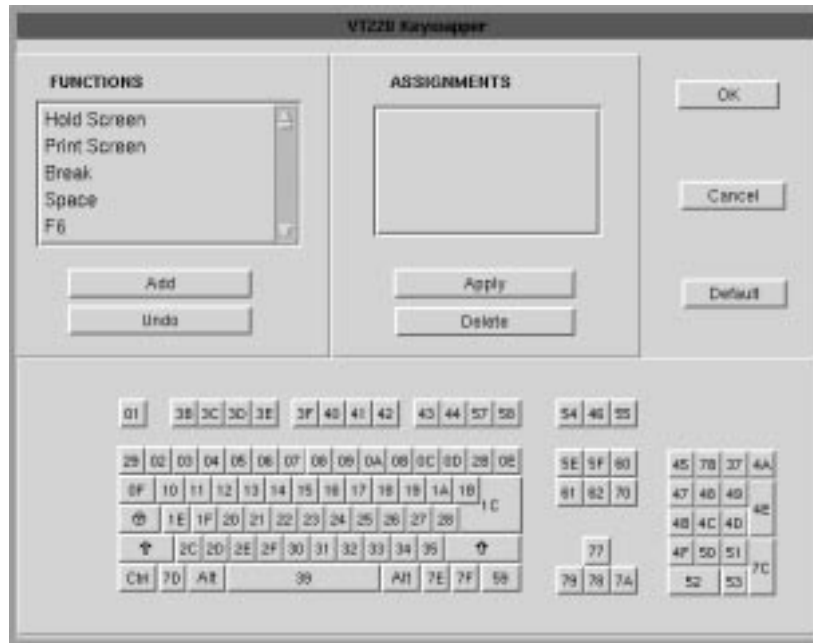 VT220 Keymapper
FUNCTIONS
Hold Screen
Print Screen
Break
Space
F6
Add
Undo
ASSIGNMENTS
Apply
Delete
OK
Cancel
Default
01 3B 3C 3D 3E 3F 40 41 42 43 44 57 58 54 46 55
29 02 03 04 05 06 07 08 09 0A 0B 0C 0D 2B 0E 5E 5F 60 45 7B 37 4A
0F 10 11 12 13 14 15 16 17 18 19 1A 1B 1C 61 62 70 47 48 49 4E
1E 1F 20 21 22 23 24 25 26 27 28 4B 4C 4D
2C 2D 2E 2F 30 31 32 33 34 35 77 4F 50 51 7C
Ctrl 7D Alt 39 Alt 7E 7F 59 79 78 7A 52 53